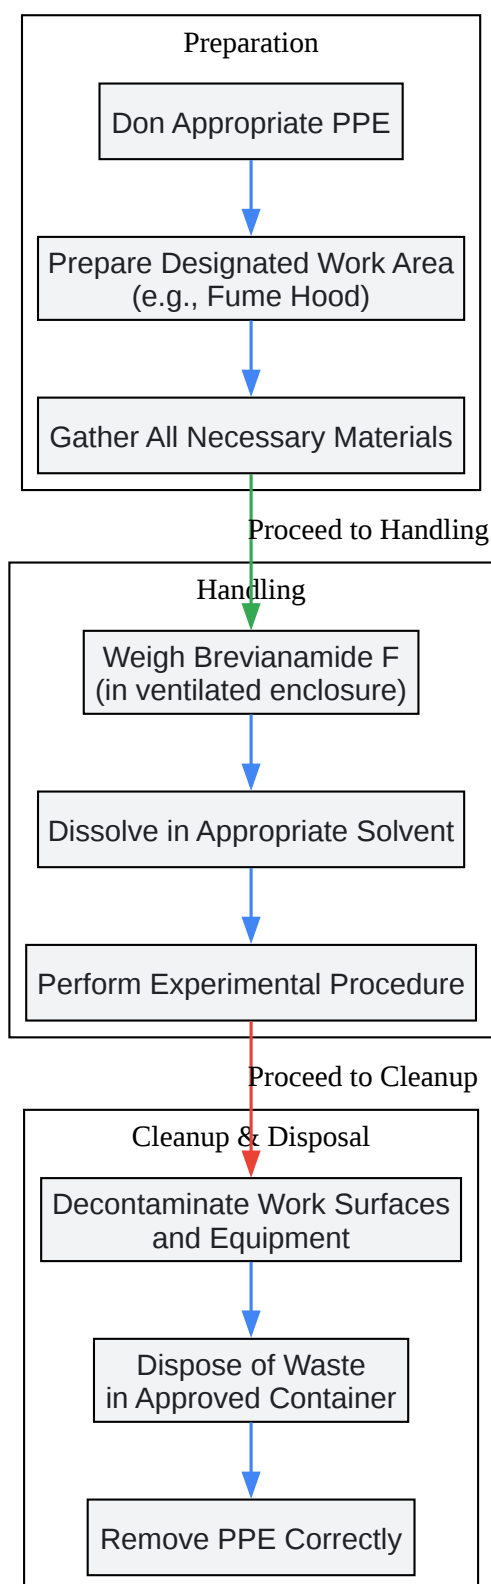 Preparation
Don Appropriate PPE
Prepare Designated Work Area
(e.g., Fume Hood)
Gather All Necessary Materials
Proceed to Handling
Handling
Weigh Brevianamide F
(in ventilated enclosure)
Dissolve in Appropriate Solvent
Perform Experimental Procedure
Proceed to Cleanup
Cleanup & Disposal
Decontaminate Work Surfaces
and Equipment
Dispose of Waste
in Approved Container
Remove PPE Correctly